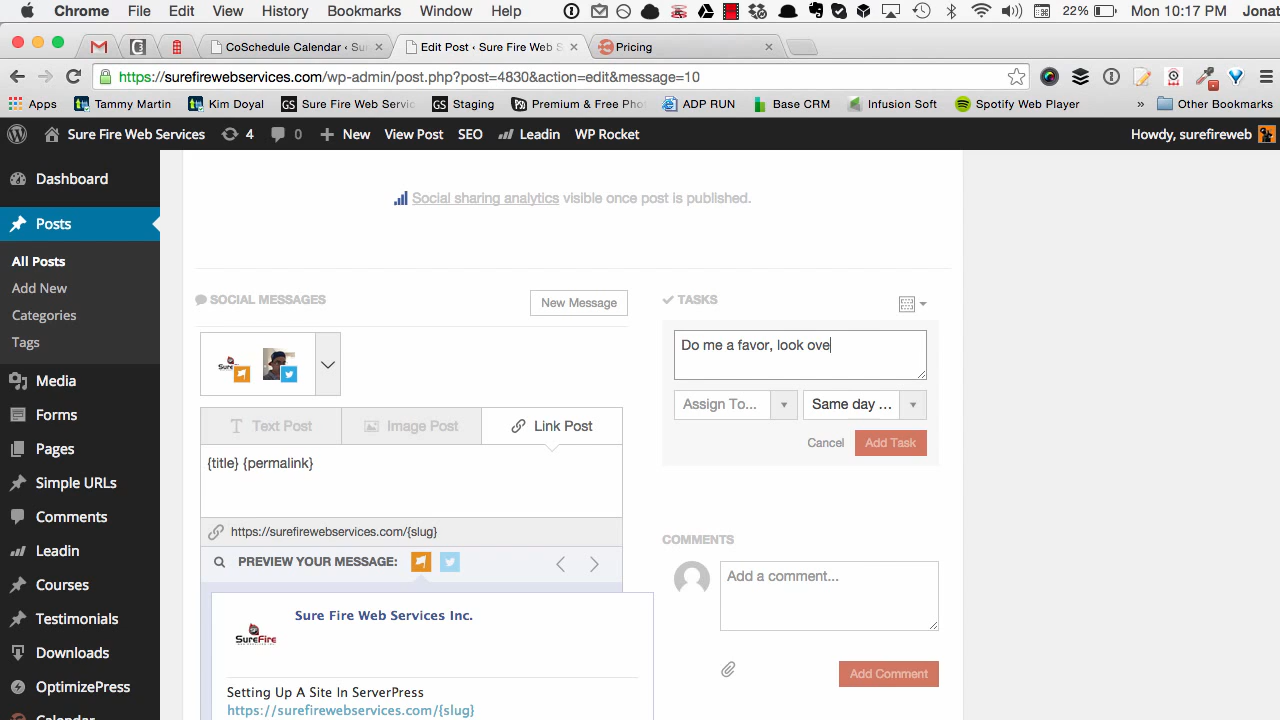 Chrome File Edit View History Bookmarks Window Help 22% Mon 10:17 PM Jonat
CoSchedule Calendar ‹ Su Edit Post ‹ Sure Fire Web S Pricing
https://surefirewebservices.com/wp-admin/post.php?post=4830&action=edit&message=10
Apps Tammy Martin Kim Doyal GS Sure Fire Web Servic GS Staging Premium & Free Pho ADP RUN Base CRM Infusion Soft Spotify Web Player » Other Bookmarks
Sure Fire Web Services 4 0 New View Post SEO Leadin WP Rocket Howdy, surefireweb
Dashboard
Posts
All Posts
Add New
Categories
Tags
Media
Forms
Pages
Simple URLs
Comments
Leadin
Courses
Testimonials
Downloads
OptimizePress
Calendar
Social sharing analytics visible once post is published.
SOCIAL MESSAGES New Message
SureFire
Text Post Image Post Link Post
{title} {permalink}
https://surefirewebservices.com/{slug}
PREVIEW YOUR MESSAGE:
Sure Fire Web Services Inc.
SureFire
Setting Up A Site In ServerPress
https://surefirewebservices.com/{slug}
TASKS
Do me a favor, look ove
Assign To... Same day ...
Cancel Add Task
COMMENTS
Add a comment...
Add Comment